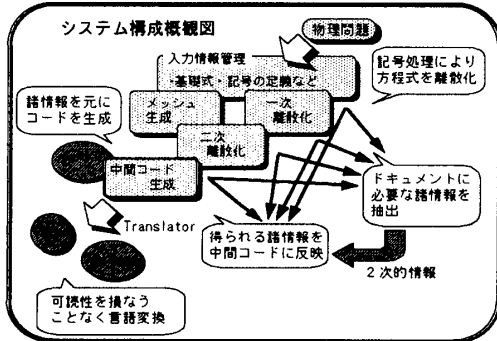 システム構成概観図
物理問題
入力情報管理
・基礎式・記号の定義など
メッシュ
生成
一次
離散化
二次
離散化
中間コード
生成
記号処理により
方程式を離散化
諸情報を元に
コードを生成
ドキュメントに
必要な諸情報を
抽出
Translator
得られる諸情報を
中間コードに反映
2次的情報
可読性を損なう
ことなく言語変換